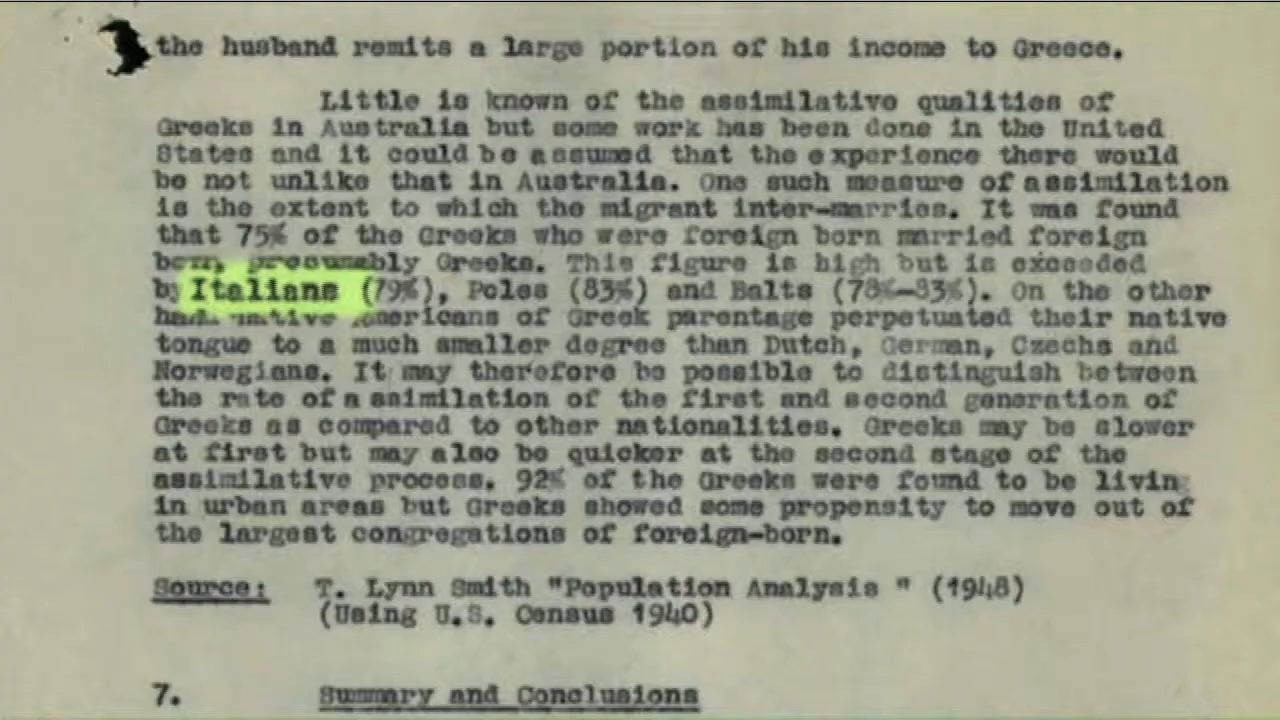 the husband remits a large portion of his income to Greece.
Little is known of the assimilative qualities of
Greeks in Australia but some work has been done in the United
States and it could be assumed that the experience there would
be not unlike that in Australia. One such measure of assimilation
is the extent to which the migrant inter-marries. It was found
that 75% of the Greeks who were foreign born married foreign
born, presumably Greeks. This figure is high but is exceeded
by Italians (79%), Poles (83%) and Balts (78%-83%). On the other
hand native Americans of Greek parentage perpetuated their native
tongue to a much smaller degree than Dutch, German, Czechs and
Norwegians. It may therefore be possible to distinguish between
the rate of assimilation of the first and second generation of
Greeks as compared to other nationalities. Greeks may be slower
at first but may also be quicker at the second stage of the
assimilative process. 92% of the Greeks were found to be living
in urban areas but Greeks showed some propensity to move out of
the largest congregations of foreign-born.
Source: T. Lynn Smith "Population Analysis " (1948)
(Using U.S. Census 1940)
7. Summary and Conclusions